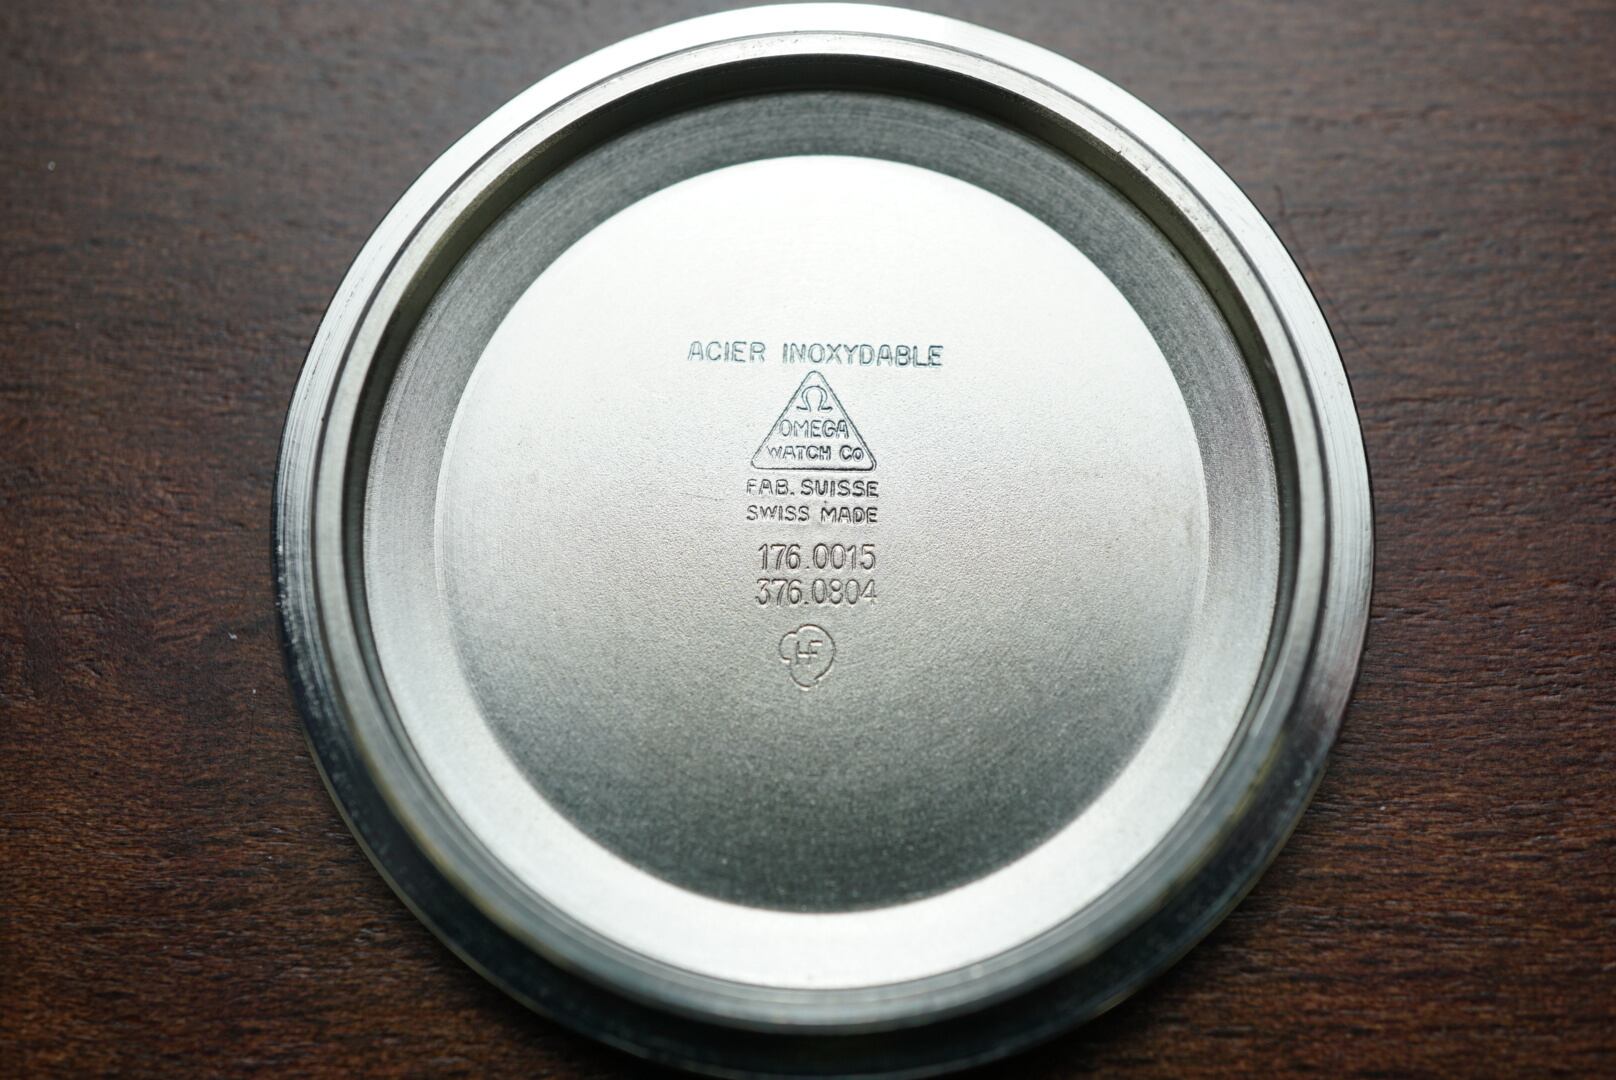 ACIER INOXYDABLE
Ω
OMEGA
WATCH Co
FAB. SUISSE
SWISS MADE
176.0015
376.0804
HF